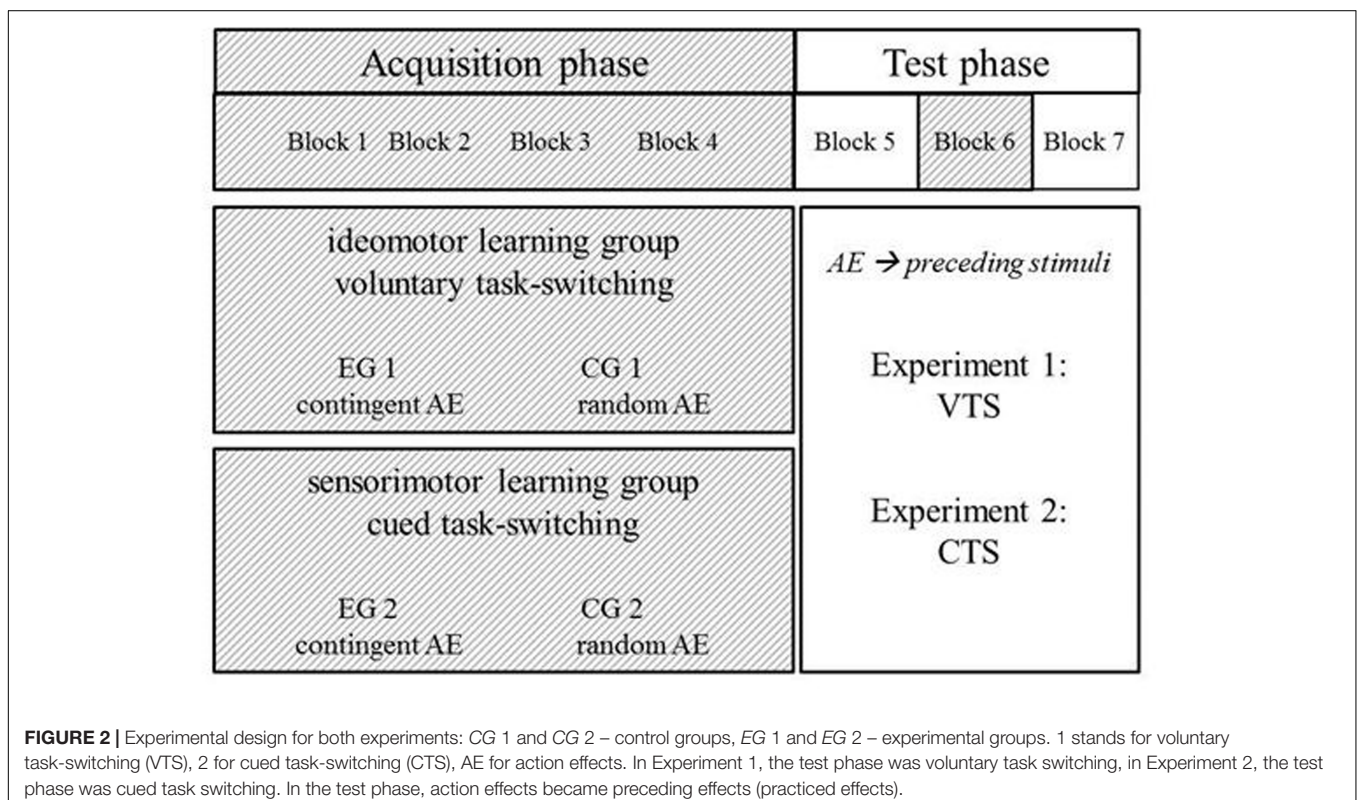 Acquisition phase Test phase
Block 1 Block 2 Block 3 Block 4 Block 5 Block 6 Block 7
ideomotor learning group
voluntary task-switching
EG 1 CG 1
contingent AE random AE
sensorimotor learning group
cued task-switching
EG 2 CG 2
contingent AE random AE
AE → preceding stimuli
Experiment 1:
VTS
Experiment 2:
CTS
FIGURE 2 | Experimental design for both experiments: CG 1 and CG 2 – control groups, EG 1 and EG 2 – experimental groups. 1 stands for voluntary
task-switching (VTS), 2 for cued task-switching (CTS), AE for action effects. In Experiment 1, the test phase was voluntary task switching, in Experiment 2, the test
phase was cued task switching. In the test phase, action effects became preceding effects (practiced effects).